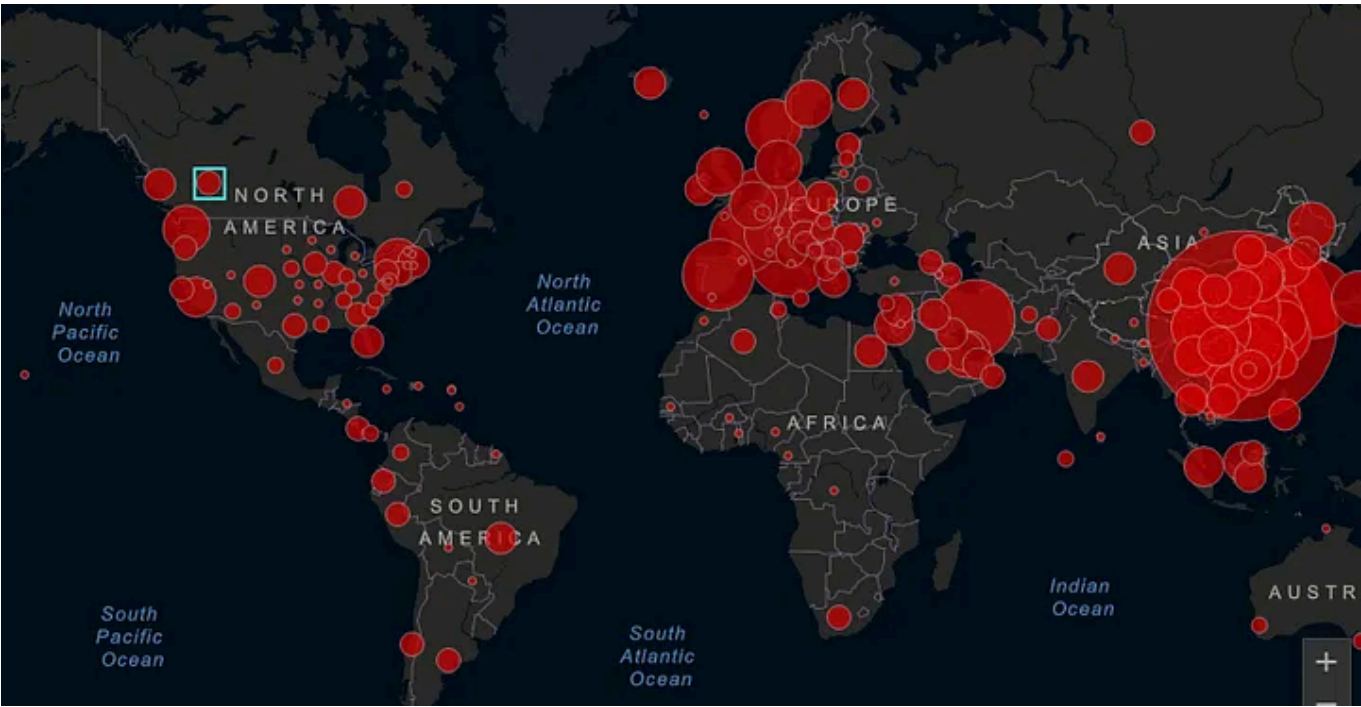 NORTH
AMERICA
EUROPE
ASIA
North
Pacific
Ocean
North
Atlantic
Ocean
AFRICA
SOUTH
AMERICA
Indian
Ocean
AUSTR
South
Pacific
Ocean
South
Atlantic
Ocean
+